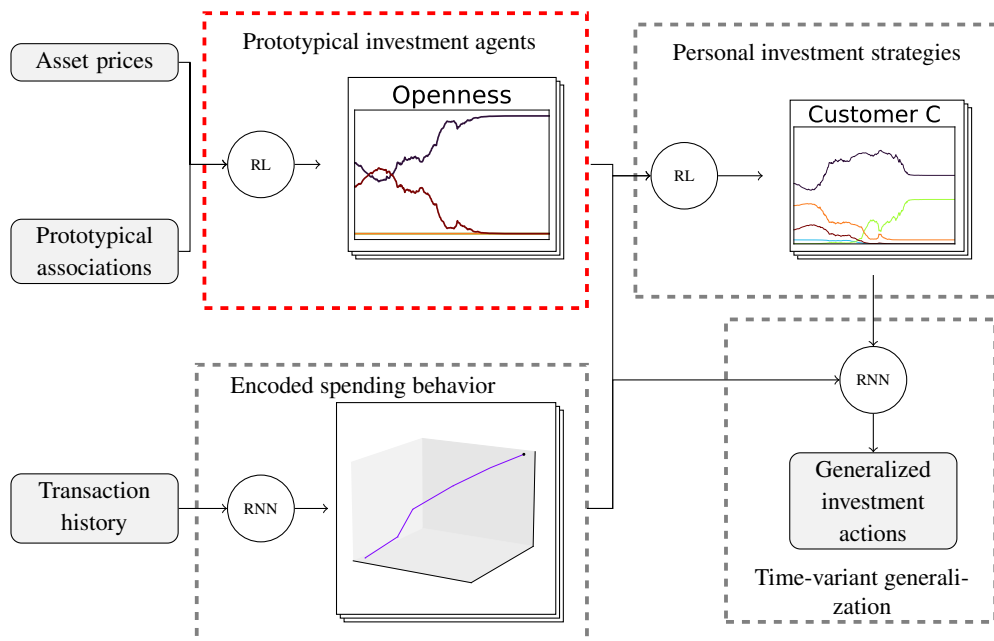 Prototypical investment agents
Asset prices
Openness
RL
Prototypical
associations
Personal investment strategies
Customer C
RL
Encoded spending behavior
Transaction
history
RNN
RNN
Generalized
investment
actions
Time-variant generali-
zation